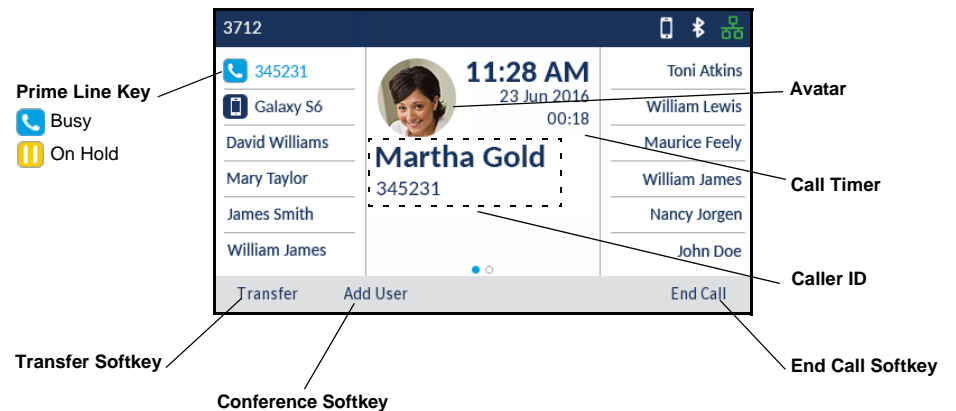 3712
Prime Line Key
Busy
On Hold
345231
Galaxy S6
David Williams
Mary Taylor
James Smith
William James
11:28 AM
23 Jun 2016
00:18
Martha Gold
345231
Toni Atkins
William Lewis
Maurice Feely
William James
Nancy Jorgen
John Doe
Avatar
Call Timer
Caller ID
Transfer
Add User
End Call
Transfer Softkey
Conference Softkey
End Call Softkey